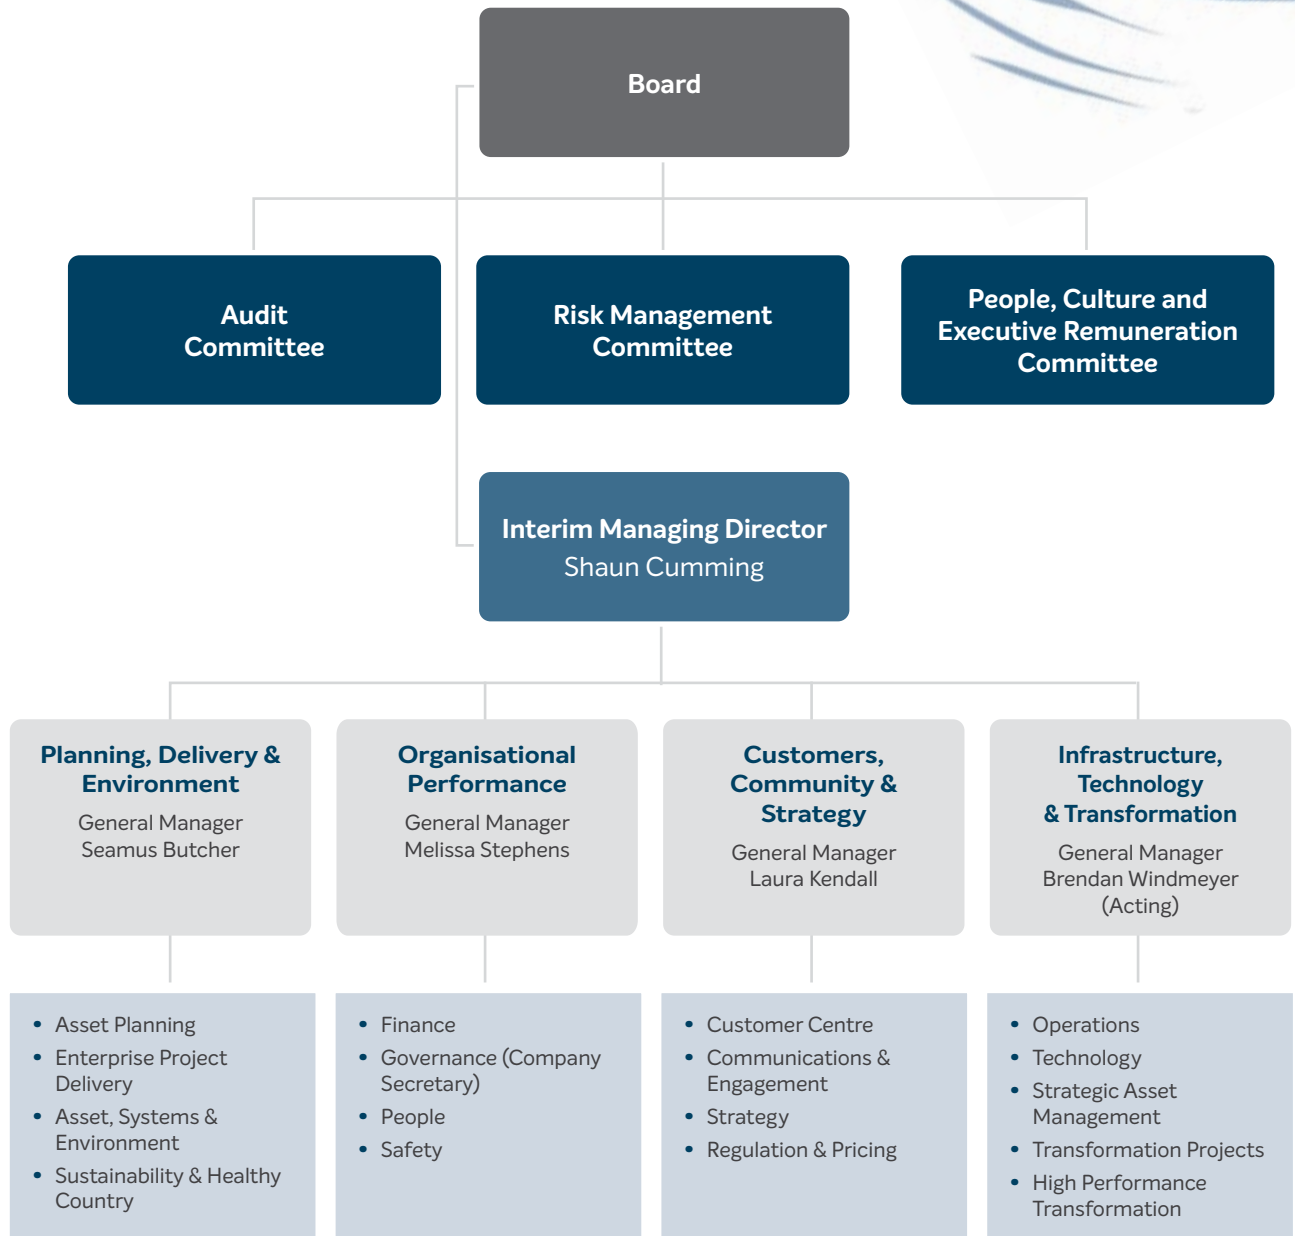 Board
Audit
Committee
Risk Management
Committee
People, Culture and
Executive Remuneration
Committee
Interim Managing Director
Shaun Cumming
Planning, Delivery &
Environment
General Manager
Seamus Butcher
Organisational
Performance
General Manager
Melissa Stephens
Customers,
Community &
Strategy
General Manager
Laura Kendall
Infrastructure,
Technology
& Transformation
General Manager
Brendan Windmeyer
(Acting)
• Asset Planning
• Enterprise Project
Delivery
• Asset, Systems &
Environment
• Sustainability & Healthy
Country
• Finance
• Governance (Company
Secretary)
• People
• Safety
• Customer Centre
• Communications &
Engagement
• Strategy
• Regulation & Pricing
• Operations
• Technology
• Strategic Asset
Management
• Transformation Projects
• High Performance
Transformation